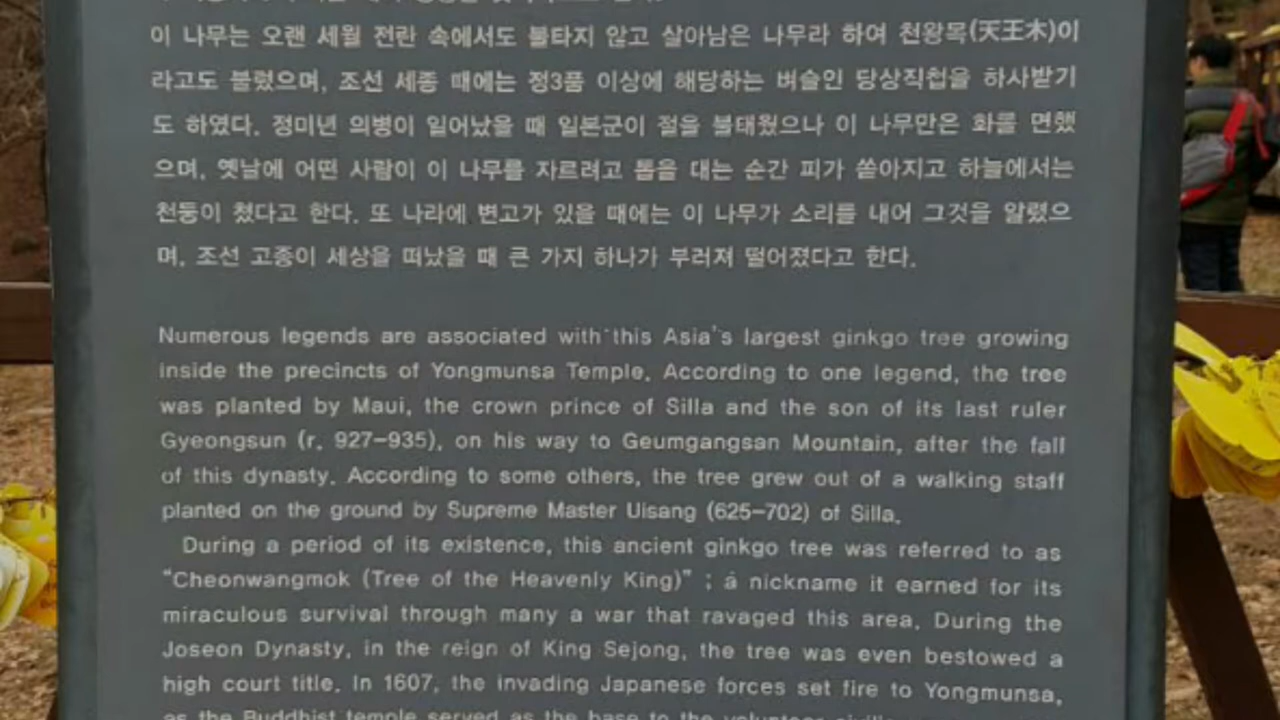 이 나무는 오랜 세월 전란 속에서도 불타지 않고 살아남은 나무라 하여 천왕목(天王木)이
라고도 불렸으며, 조선 세종 때에는 정3품 이상에 해당하는 벼슬인 당상직첩을 하사받기
도 하였다. 정미년 의병이 일어났을 때 일본군이 절을 불태웠으나 이 나무만은 화를 면했
으며, 옛날에 어떤 사람이 이 나무를 자르려고 톱을 대는 순간 피가 쏟아지고 하늘에서는
천둥이 쳤다고 한다. 또 나라에 변고가 있을 때에는 이 나무가 소리를 내어 그것을 알렸으
며, 조선 고종이 세상을 떠났을 때 큰 가지 하나가 부러져 떨어졌다고 한다.
Numerous legends are associated with this Asia's largest ginkgo tree growing
inside the precincts of Yongmunsa Temple. According to one legend, the tree
was planted by Maui, the crown prince of Silla and the son of its last ruler
Gyeongsun (r. 927-935), on his way to Geumgangsan Mountain, after the fall
of this dynasty. According to some others, the tree grew out of a walking staff
planted on the ground by Supreme Master Uisang (625-702) of Silla.
During a period of its existence, this ancient ginkgo tree was referred to as
"Cheonwangmok (Tree of the Heavenly King)" ; a nickname it earned for its
miraculous survival through many a war that ravaged this area. During the
Joseon Dynasty, in the reign of King Sejong, the tree was even bestowed a
high court title. In 1607, the invading Japanese forces set fire to Yongmunsa,
as the Buddhist temple served as the base to the volunteer